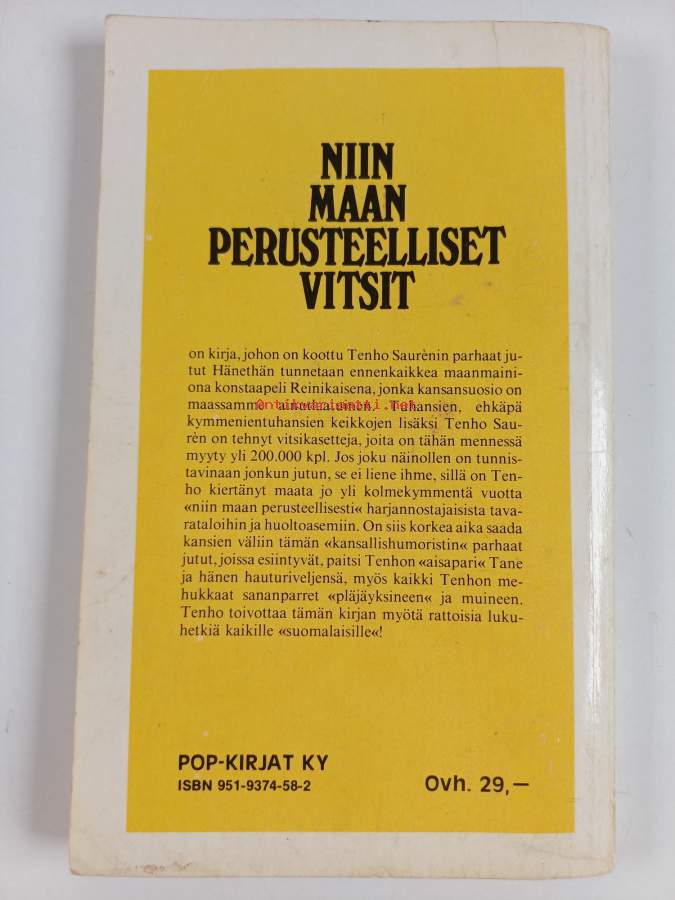 NIIN
MAAN
PERUSTEELLISET
VITSIT
on kirja, johon on koottu Tenho Saurènin parhaat ju-
tut Hänethän tunnetaan ennenkaikkea maanmaini-
ona konstaapeli Reinikaisena, jonka kansansuosio on
maassamme ainutlaatuinen. Tuhansien, ehkäpä
Antikvariaatti.net
kymmenientuhansien keikkojen lisäksi Tenho Sau-
rèn on tehnyt vitsikasetteja, joita on tähän mennessä
myyty yli 200.000 kpl. Jos joku näinollen on tunnis-
tavinaan jonkun jutun, se ei liene ihme, sillä on Ten-
ho kiertänyt maata jo yli kolmekymmentä vuotta
«niin maan perusteellisesti« harjannostajaisista tava-
rataloihin ja huoltoasemiin. On siis korkea aika saada
kansien väliin tämän «kansallishumoristin« parhaat
jutut, joissa esiintyvät, paitsi Tenhon «aisapari« Tane
ja hänen hauturiveljensä, myös kaikki Tenhon me-
hukkaat sananparret «pläjäyksineen« ja muineen.
Tenho toivottaa tämän kirjan myötä rattoisia luku-
hetkiä kaikille «suomalaisille«!
POP-KIRJAT KY
ISBN 951-9374-58-2
Ovh. 29,—